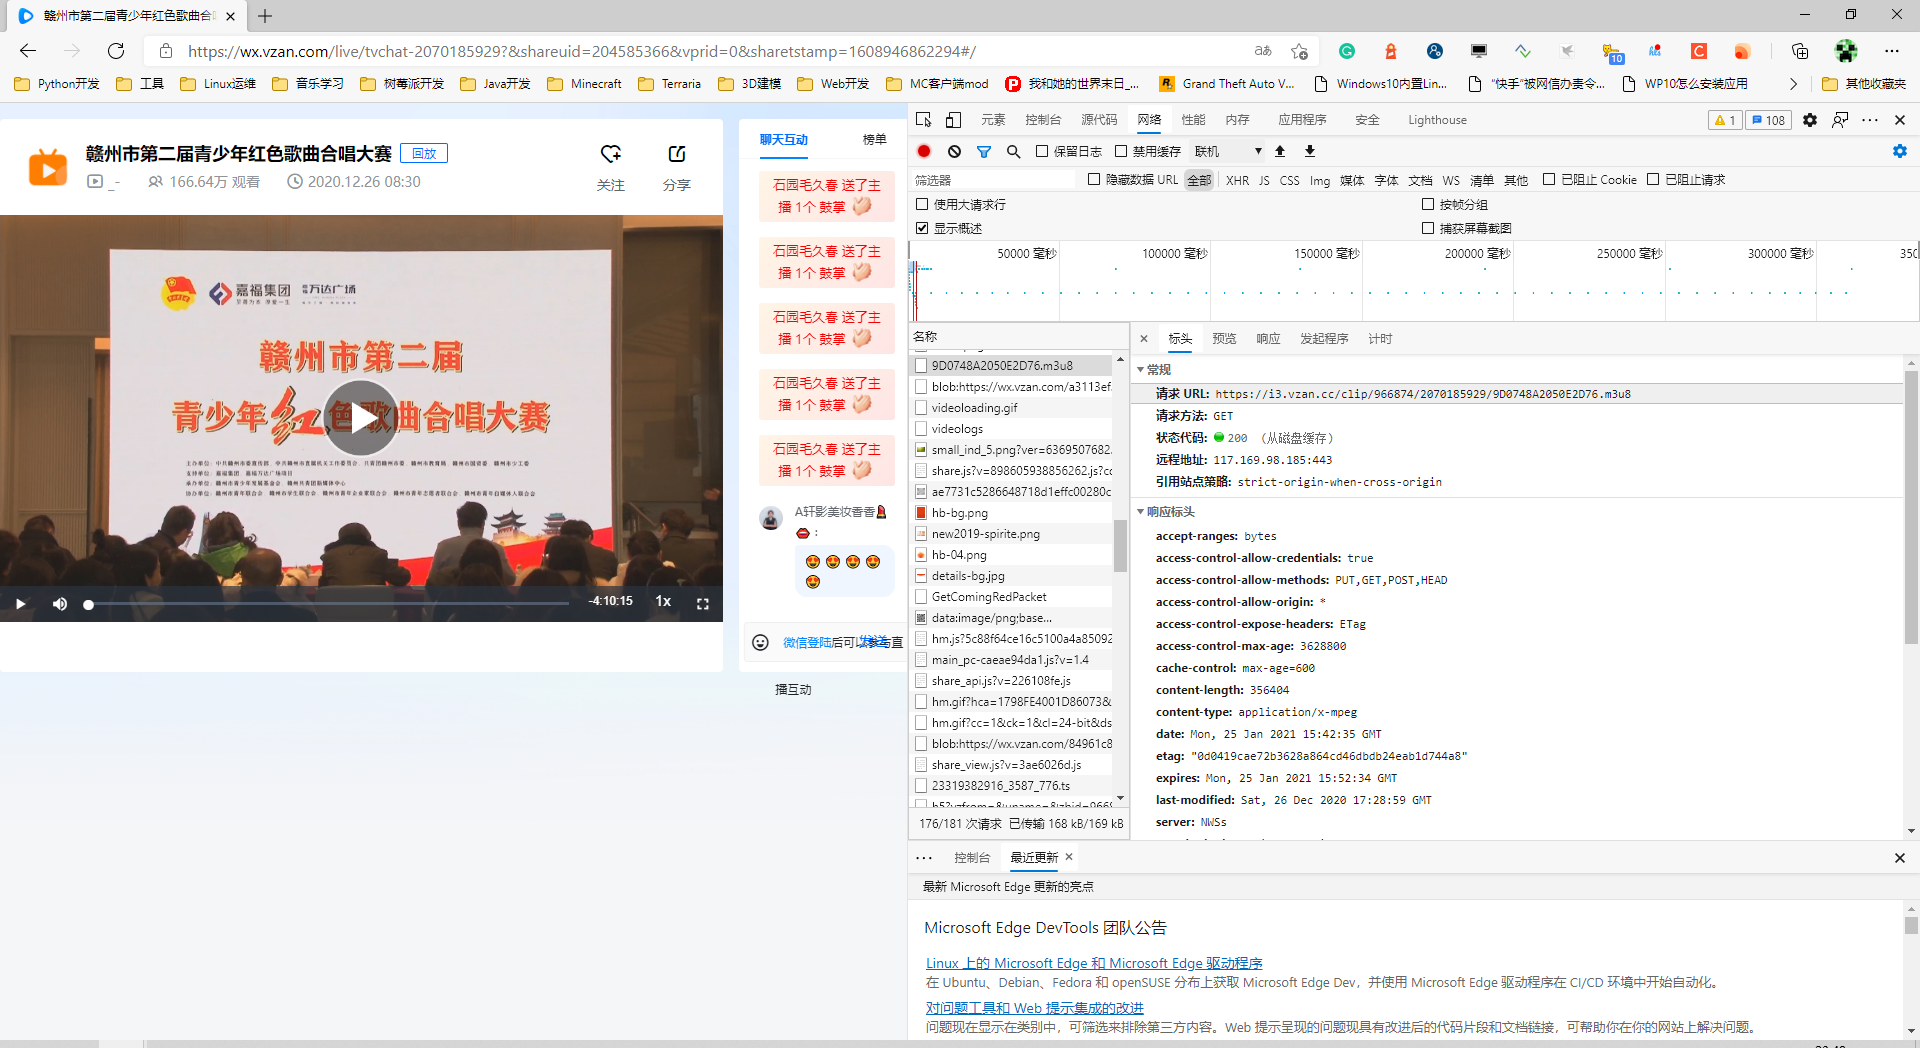 赣州市第二届青少年红色歌曲合唱
https://wx.vzan.com/live/tvchat-2070185929?&shareuid=204585366&vprid=0&sharetstamp=1608946862294#/
Python开发 工具 Linux运维 音乐学习 树莓派开发 Java开发 Minecraft Terraria 3D建模 Web开发 MC客户端mod 我和她的世界末日_... Grand Theft Auto V... Windows10内置Lin... "快手"被网信办责令... WP10怎么安装应用 其他收藏夹
赣州市第二届青少年红色歌曲合唱大赛 回放
_- 166.64万 观看 2020.12.26 08:30
关注 分享
嘉福集团 万达广场
赣州市第二届
青少年红色歌曲合唱大赛
-4:10:15 1x
聊天互动 榜单
石园毛久春 送了主
播 1个 鼓掌
石园毛久春 送了主
播 1个 鼓掌
石园毛久春 送了主
播 1个 鼓掌
石园毛久春 送了主
播 1个 鼓掌
石园毛久春 送了主
播 1个 鼓掌
A轩影美妆香香
:
微信登陆后可以参与直
发送
播互动
元素 控制台 源代码 网络 性能 内存 应用程序 安全 Lighthouse 1 108
保留日志 禁用缓存 联机
筛选器 隐藏数据 URL 全部 XHR JS CSS Img 媒体 字体 文档 WS 清单 其他 已阻止 Cookie 已阻止请求
使用大请求行 按帧分组
显示概述 捕获屏幕截图
50000 毫秒 100000 毫秒 150000 毫秒 200000 毫秒 250000 毫秒 300000 毫秒 350
名称
9D0748A2050E2D76.m3u8
blob:https://wx.vzan.com/a3113ef
videoloading.gif
videologs
small_ind_5.png?ver=6369507682
share.js?v=898605938856262.js?cc
ae7731c5286648718d1effc00280c
hb-bg.png
new2019-spirite.png
hb-04.png
details-bg.jpg
GetComingRedPacket
data:image/png;base...
hm.js?5c88f64ce16c5100a4a85092
main_pc-caeae94da1.js?v=1.4
share_api.js?v=226108fe.js
hm.gif?hca=1798FE4001D86073&
hm.gif?cc=1&ck=1&cl=24-bit&ds
blob:https://wx.vzan.com/84961c8
share_view.js?v=3ae6026d.js
23319382916_3587_776.ts
176/181 次请求 已传输 168 kB/169 kB
标头 预览 响应 发起程序 计时
常规
请求 URL: https://i3.vzan.cc/clip/966874/2070185929/9D0748A2050E2D76.m3u8
请求方法: GET
状态代码: 200 (从磁盘缓存)
远程地址: 117.169.98.185:443
引用站点策略: strict-origin-when-cross-origin
响应标头
accept-ranges: bytes
access-control-allow-credentials: true
access-control-allow-methods: PUT,GET,POST,HEAD
access-control-allow-origin: *
access-control-expose-headers: ETag
access-control-max-age: 3628800
cache-control: max-age=600
content-length: 356404
content-type: application/x-mpeg
date: Mon, 25 Jan 2021 15:42:35 GMT
etag: "0d0419cae72b3628a864cd46dbdb24eab1d744a8"
expires: Mon, 25 Jan 2021 15:52:34 GMT
last-modified: Sat, 26 Dec 2020 17:28:59 GMT
server: NWSs
控制台 最近更新
最新 Microsoft Edge 更新的亮点
Microsoft Edge DevTools 团队公告
Linux 上的 Microsoft Edge 和 Microsoft Edge 驱动程序
在 Ubuntu、Debian、Fedora 和 openSUSE 分布上获取 Microsoft Edge Dev，并使用 Microsoft Edge 驱动程序在 CI/CD 环境中开始自动化。
对问题工具和 Web 提示集成的改进
问题现在显示在类别中，可筛选来排除第三方内容。Web 提示呈现的问题现具有改进后的代码片段和文档链接，可帮助你在你的网站上解决问题。